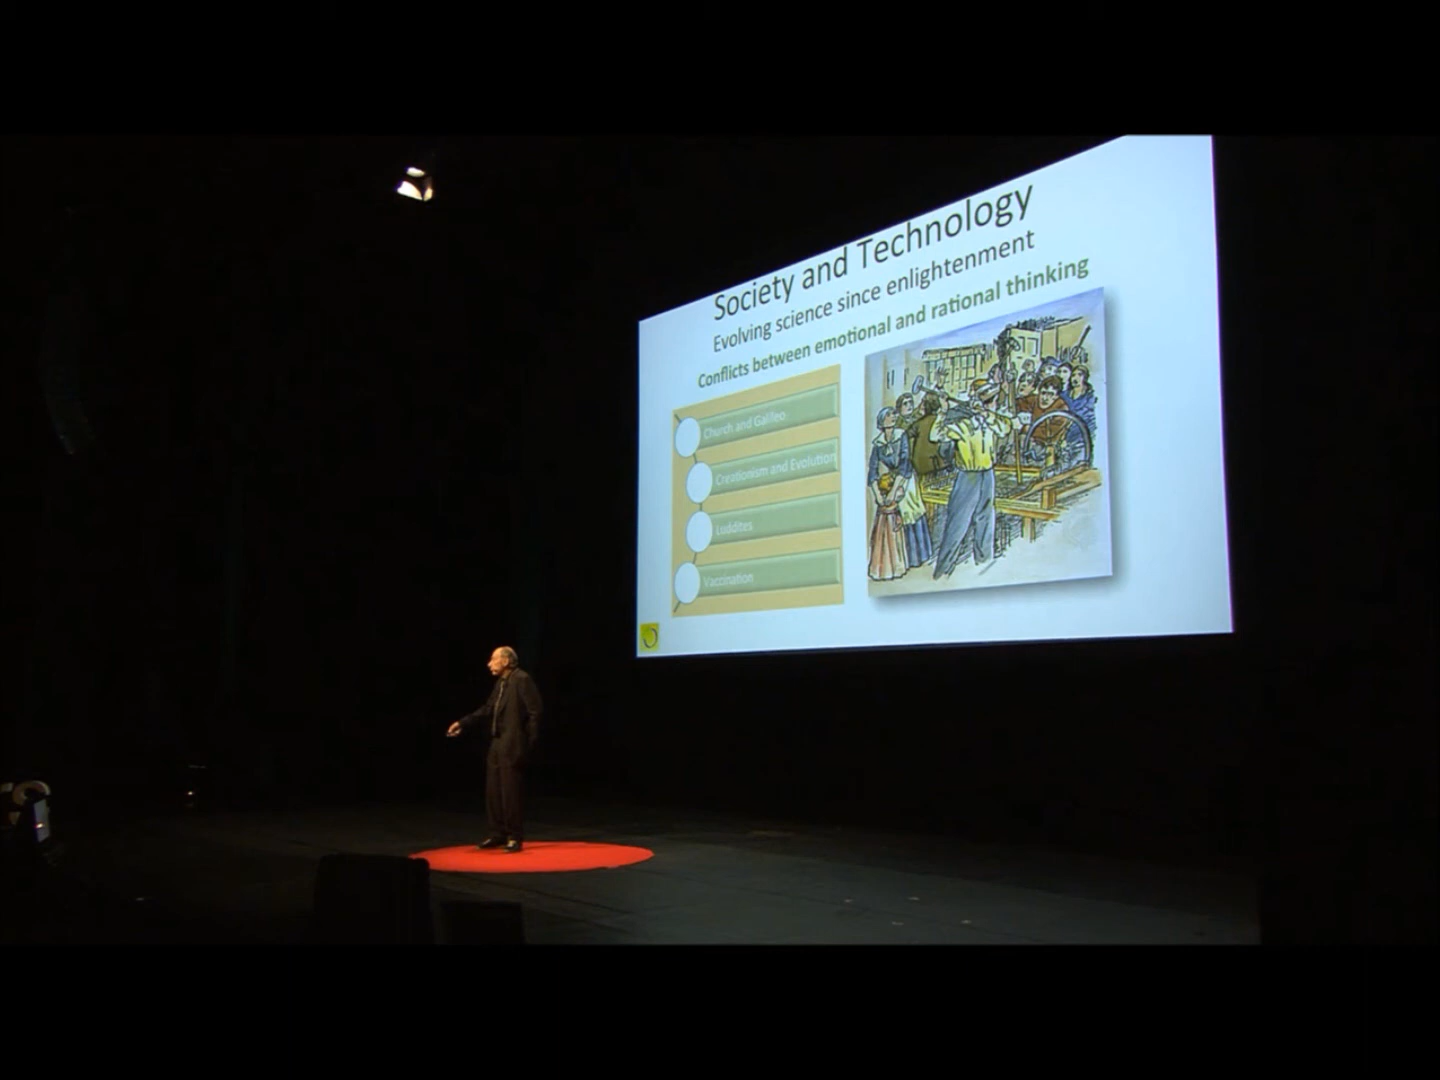 Society and Technology
Evolving science since enlightenment
Conflicts between emotional and rational thinking
Church and Galileo
Creationism and Evolution
Luddites
Vaccination